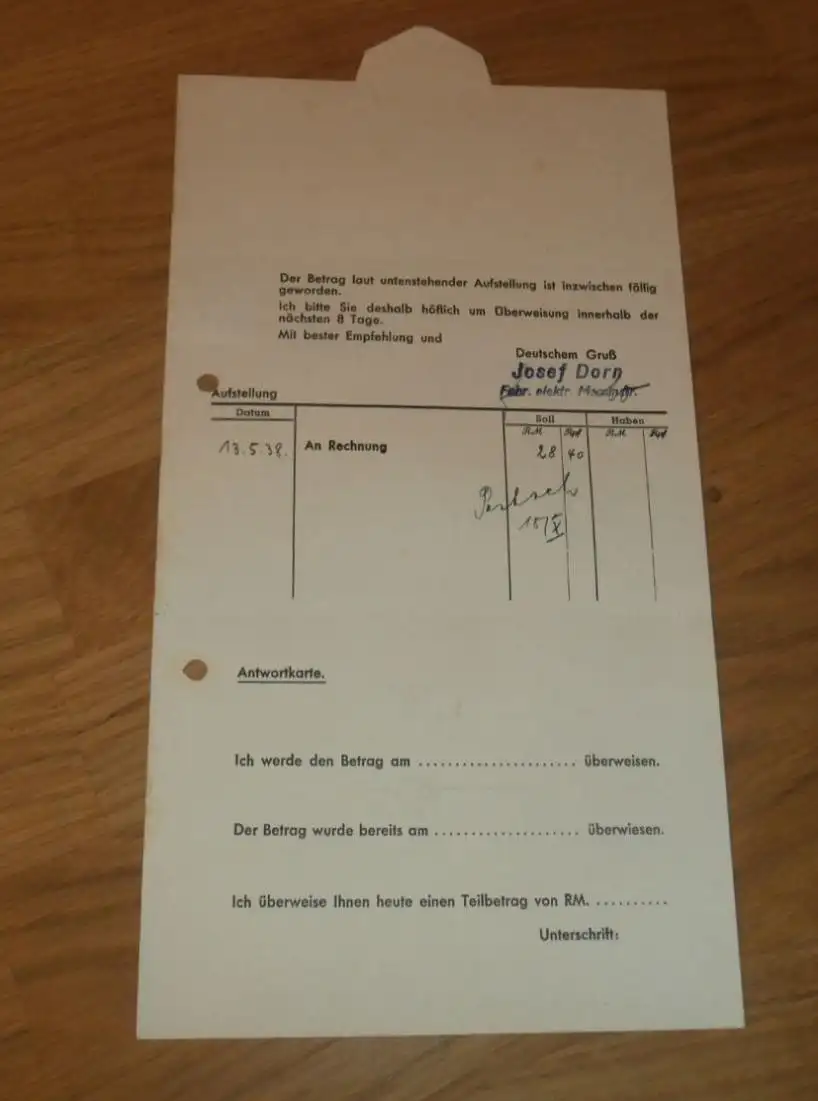 Der Betrag laut untenstehender Aufstellung ist inzwischen fällig
geworden.
Ich bitte Sie deshalb höflich um Überweisung innerhalb der
nächsten 8 Tage.
Mit bester Empfehlung und
Deutschem Gruß
Josef Dorn
Fabr. elektr.
Aufstellung
Datum Soll Haben
RM Rpf RM Rpf
13.5.38. An Rechnung 28 40
15/X
Antwortkarte.
Ich werde den Betrag am ...................... überweisen.
Der Betrag wurde bereits am .................... überwiesen.
Ich überweise Ihnen heute einen Teilbetrag von RM. ..........
Unterschrift: